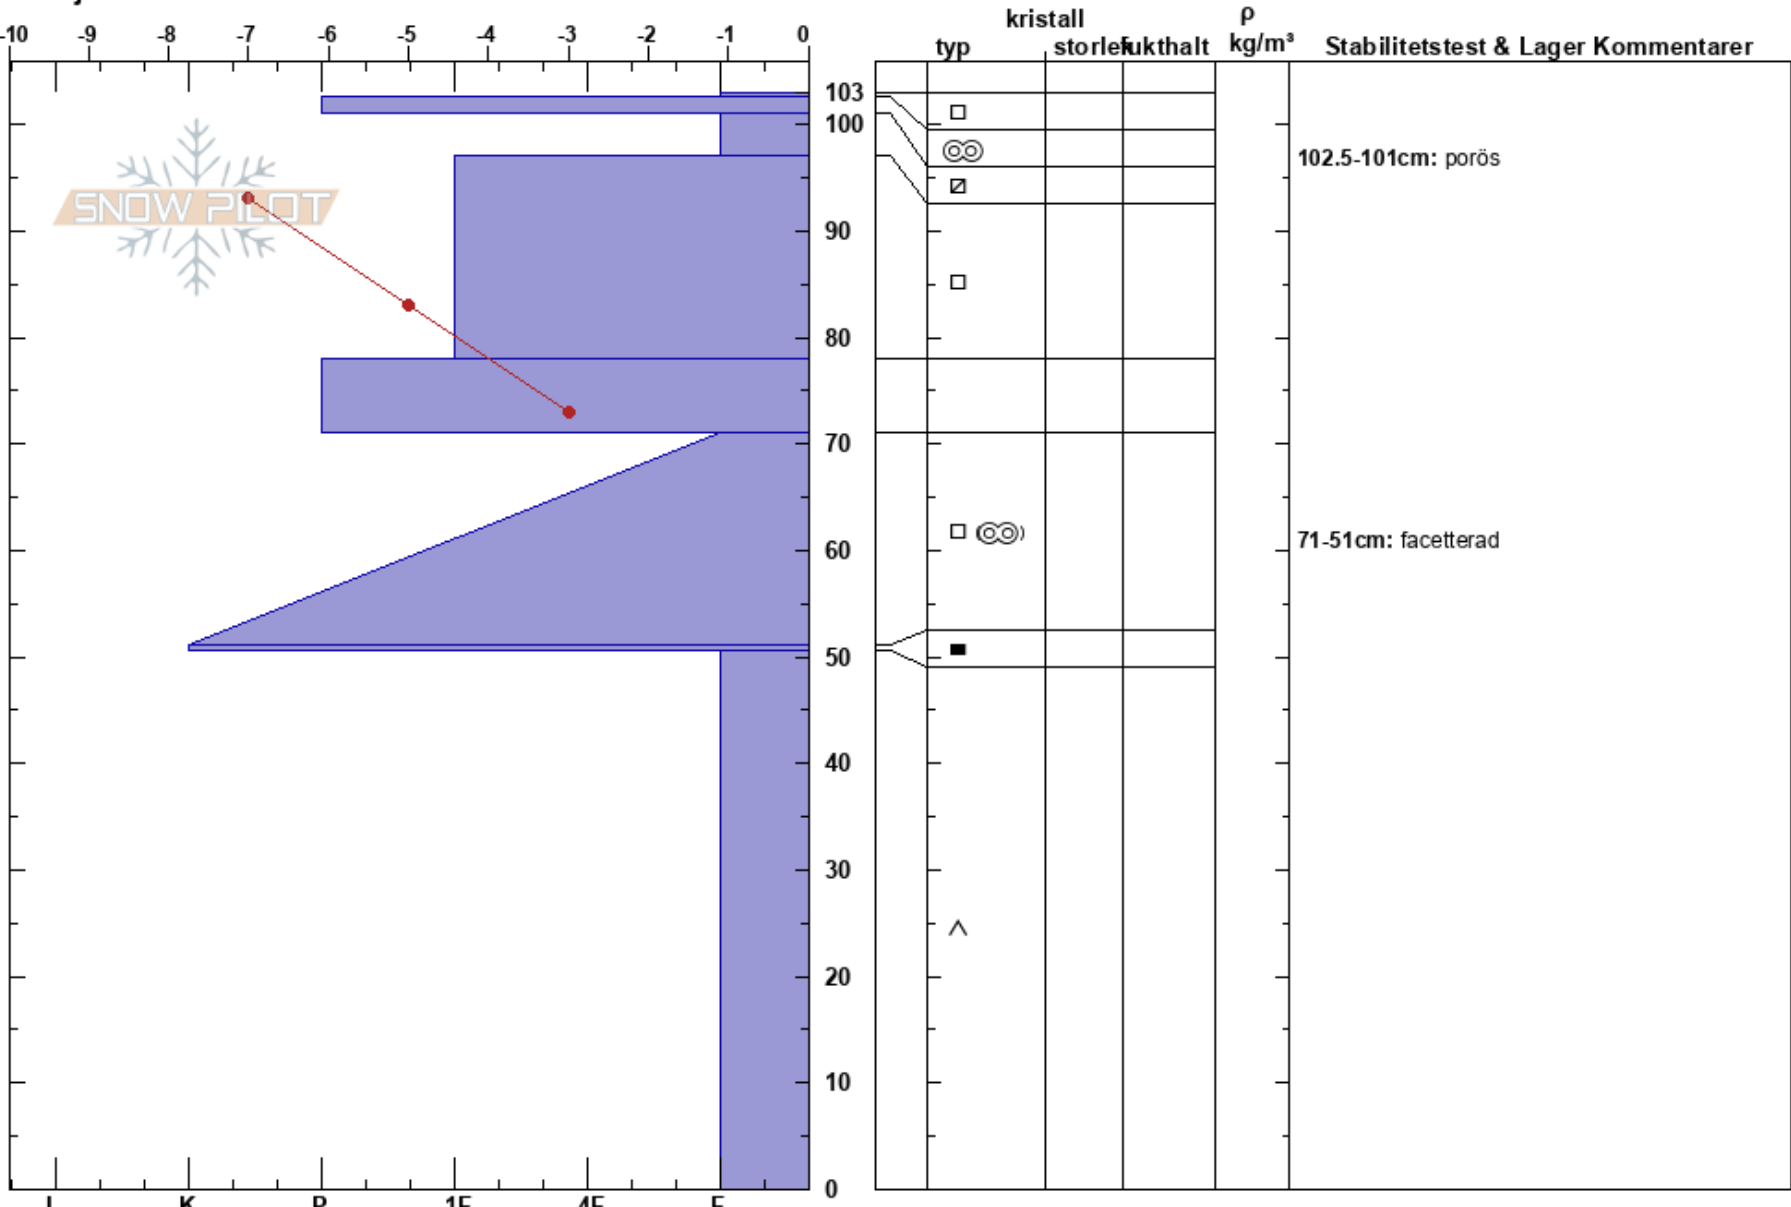 kristall ρ
-10 -9 -8 -7 -6 -5 -4 -3 -2 -1 0
typ storlek fukthalt kg/m³ Stabilitetstest & Lager Kommentarer
103
100
SNOW PILOT
102.5-101cm: porös
90
80
70
60
71-51cm: facetterad
50
40
30
20
10
0
I K P 1F 4F F